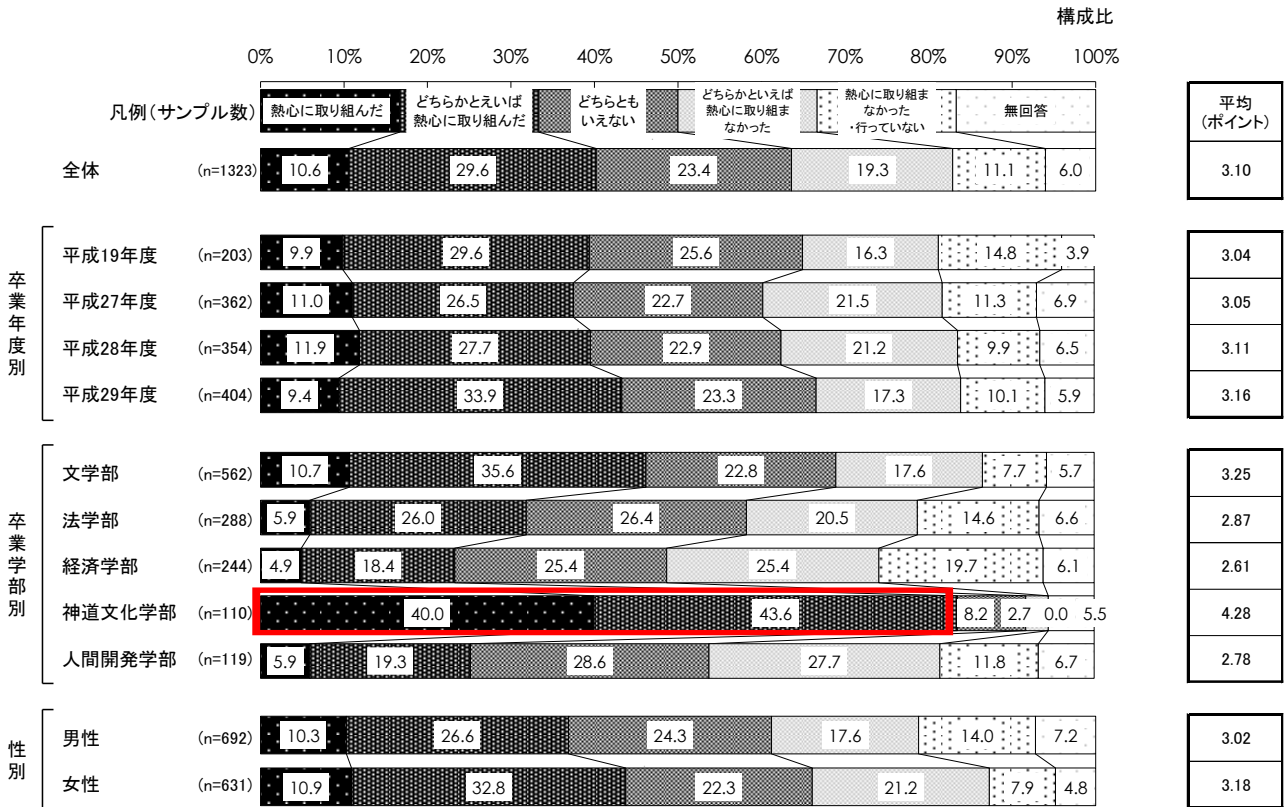 構成比
0% 10% 20% 30% 40% 50% 60% 70% 80% 90% 100%
凡例(サンプル数)
熱心に取り組んだ
どちらかとえいば
熱心に取り組んだ
どちらとも
いえない
どちらかといえば
熱心に取り組ま
なかった
熱心に取り組ま
なかった
・行っていない
無回答
平均
(ポイント)
全体 (n=1323) 10.6 29.6 23.4 19.3 11.1 6.0 3.10
卒業年度別
平成19年度 (n=203) 9.9 29.6 25.6 16.3 14.8 3.9 3.04
平成27年度 (n=362) 11.0 26.5 22.7 21.5 11.3 6.9 3.05
平成28年度 (n=354) 11.9 27.7 22.9 21.2 9.9 6.5 3.11
平成29年度 (n=404) 9.4 33.9 23.3 17.3 10.1 5.9 3.16
卒業学部別
文学部 (n=562) 10.7 35.6 22.8 17.6 7.7 5.7 3.25
法学部 (n=288) 5.9 26.0 26.4 20.5 14.6 6.6 2.87
経済学部 (n=244) 4.9 18.4 25.4 25.4 19.7 6.1 2.61
神道文化学部 (n=110) 40.0 43.6 8.2 2.7 0.0 5.5 4.28
人間開発学部 (n=119) 5.9 19.3 28.6 27.7 11.8 6.7 2.78
性別
男性 (n=692) 10.3 26.6 24.3 17.6 14.0 7.2 3.02
女性 (n=631) 10.9 32.8 22.3 21.2 7.9 4.8 3.18